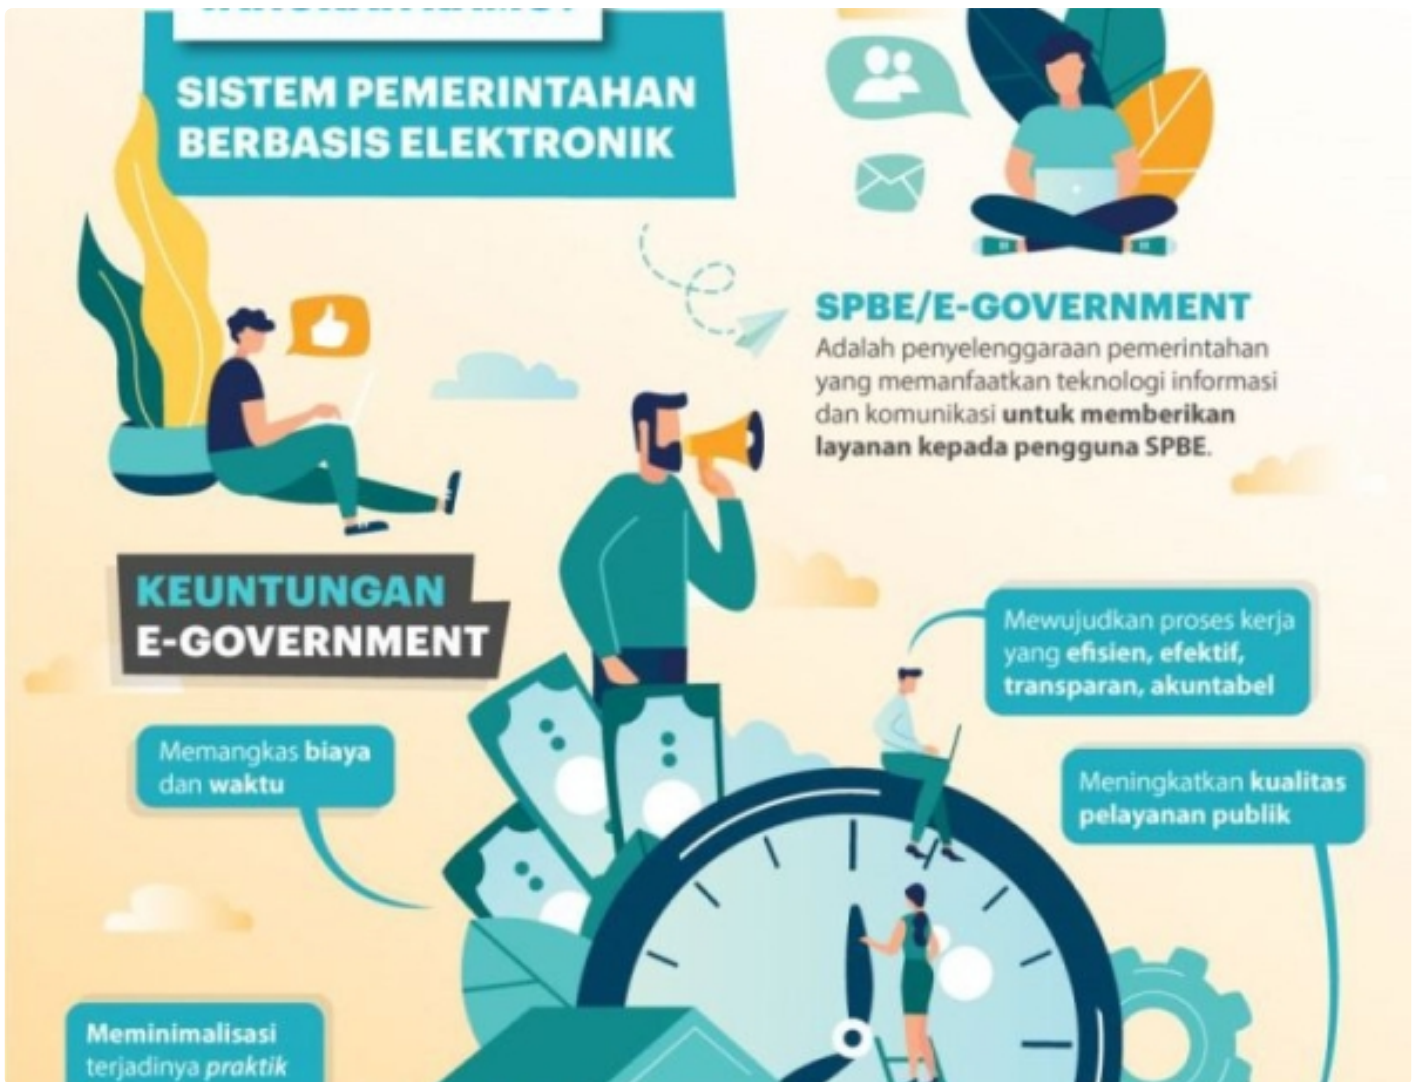 SISTEM PEMERINTAHAN
BERBASIS ELEKTRONIK
SPBE/E-GOVERNMENT
Adalah penyelenggaraan pemerintahan
yang memanfaatkan teknologi informasi
dan komunikasi untuk memberikan
layanan kepada pengguna SPBE.
KEUNTUNGAN
E-GOVERNMENT
Mewujudkan proses kerja
yang efisien, efektif,
transparan, akuntabel
Memangkas biaya
dan waktu
Meningkatkan kualitas
pelayanan publik
Meminimalisasi
terjadinya praktik